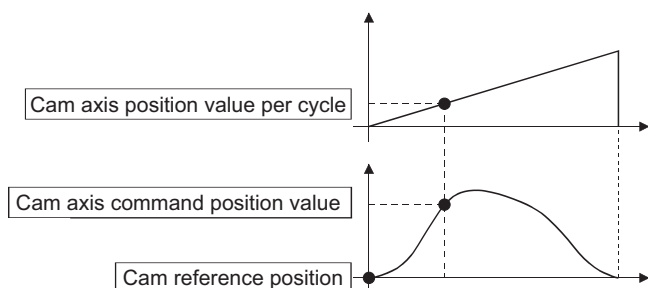 Cam axis position value per cycle
Cam axis command position value
Cam reference position